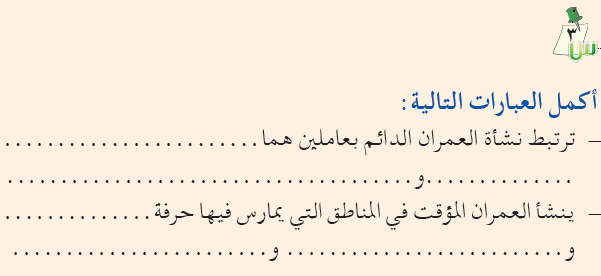 س٣
أكمل العبارات التالية :
– ترتبط نشأة العمران الدائم بعاملين هما........................
..............و......................................
– ينشأ العمران المؤقت في المناطق التي يمارس فيها حرفة..............
و.......................... و........................